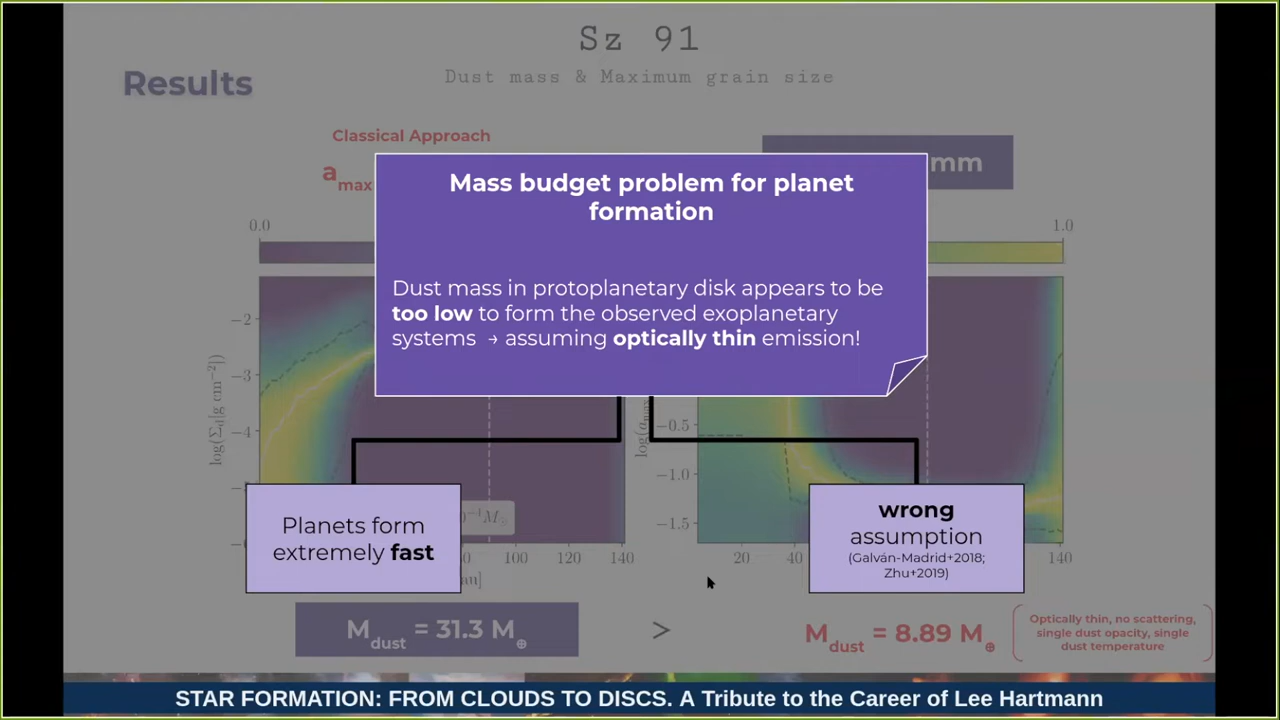 Sz 91
Dust mass & Maximum grain size
Results
Classical Approach
a max
mm
0.0
1.0
Mass budget problem for planet
formation
Dust mass in protoplanetary disk appears to be
too low to form the observed exoplanetary
systems → assuming optically thin emission!
−2
−3
−4
log(Σd[g cm−2])
−0.5
−1.0
−1.5
100
120
140
20
40
140
Planets form
extremely fast
wrong
assumption
(Galván-Madrid+2018;
Zhu+2019)
Mdust = 31.3 M⊕
>
Mdust = 8.89 M⊕
Optically thin, no scattering,
single dust opacity, single
dust temperature
STAR FORMATION: FROM CLOUDS TO DISCS. A Tribute to the Career of Lee Hartmann